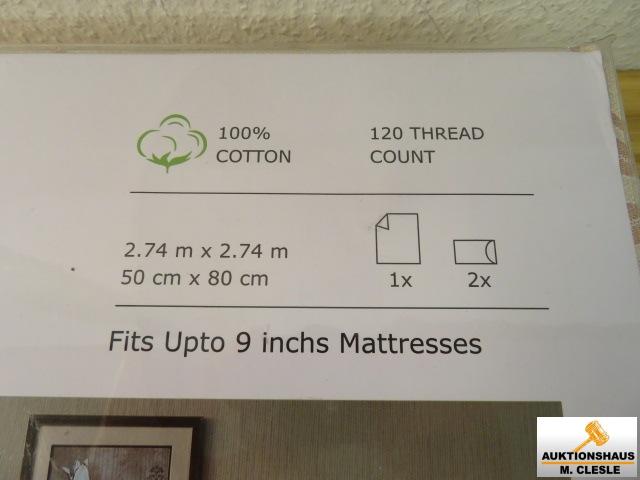 100% COTTON
120 THREAD COUNT
2.74 m x 2.74 m
50 cm x 80 cm
1x
2x
Fits Upto 9 inchs Mattresses
AUKTIONSHAUS
M. CLESLE